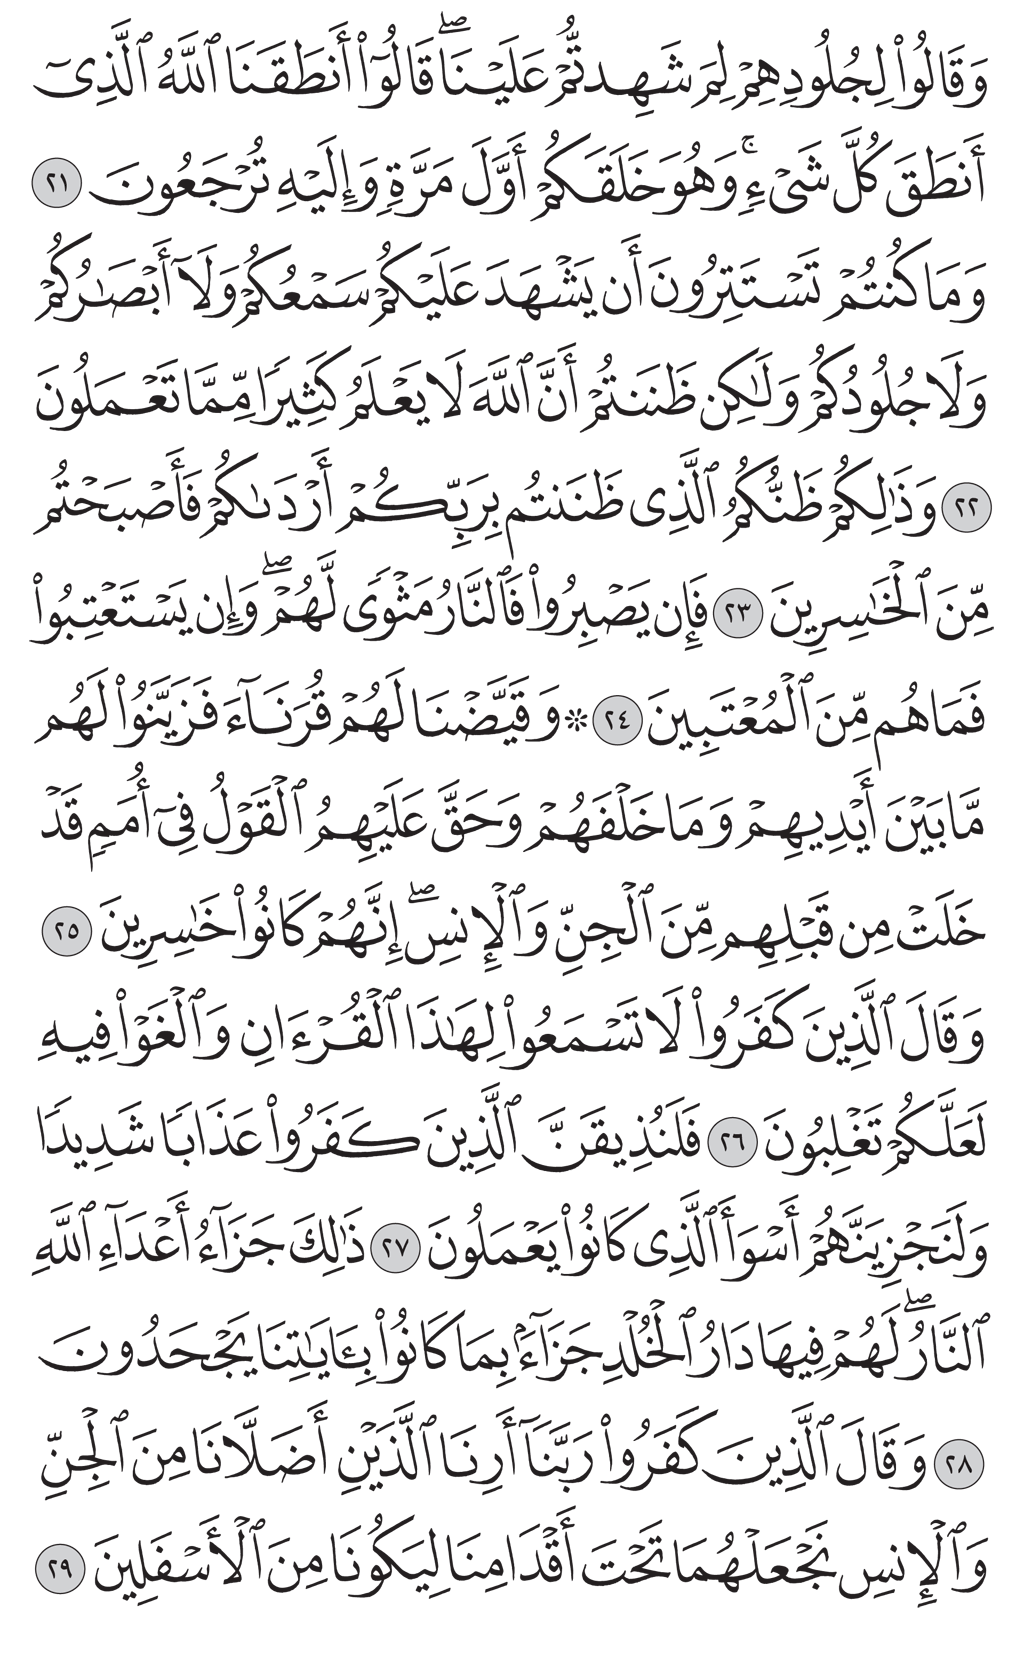 وَقَالُوا۟ لِجُلُودِهِمْ لِمَ شَهِدتُّمْ عَلَيْنَا ۖ قَالُوٓا۟ أَنطَقَنَا ٱللَّهُ ٱلَّذِىٓ
أَنطَقَ كُلَّ شَىْءٍ ۚ وَهُوَ خَلَقَكُمْ أَوَّلَ مَرَّةٍ وَإِلَيْهِ تُرْجَعُونَ ٢١
وَمَا كُنتُمْ تَسْتَتِرُونَ أَن يَشْهَدَ عَلَيْكُمْ سَمْعُكُمْ وَلَآ أَبْصَـٰرُكُمْ
وَلَا جُلُودُكُمْ وَلَـٰكِن ظَنَنتُمْ أَنَّ ٱللَّهَ لَا يَعْلَمُ كَثِيرًا مِّمَّا تَعْمَلُونَ
٢٢ وَذَٰلِكُمْ ظَنُّكُمُ ٱلَّذِى ظَنَنتُم بِرَبِّكُمْ أَرْدَىٰكُمْ فَأَصْبَحْتُم
مِّنَ ٱلْخَـٰسِرِينَ ٢٣ فَإِن يَصْبِرُوا۟ فَٱلنَّارُ مَثْوًى لَّهُمْ ۖ وَإِن يَسْتَعْتِبُوا۟
فَمَا هُم مِّنَ ٱلْمُعْتَبِينَ ٢٤ ۞ وَقَيَّضْنَا لَهُمْ قُرَنَآءَ فَزَيَّنُوا۟ لَهُم
مَّا بَيْنَ أَيْدِيهِمْ وَمَا خَلْفَهُمْ وَحَقَّ عَلَيْهِمُ ٱلْقَوْلُ فِىٓ أُمَمٍ قَدْ
خَلَتْ مِن قَبْلِهِم مِّنَ ٱلْجِنِّ وَٱلْإِنسِ ۖ إِنَّهُمْ كَانُوا۟ خَـٰسِرِينَ ٢٥
وَقَالَ ٱلَّذِينَ كَفَرُوا۟ لَا تَسْمَعُوا۟ لِهَـٰذَا ٱلْقُرْءَانِ وَٱلْغَوْا۟ فِيهِ
لَعَلَّكُمْ تَغْلِبُونَ ٢٦ فَلَنُذِيقَنَّ ٱلَّذِينَ كَفَرُوا۟ عَذَابًا شَدِيدًا
وَلَنَجْزِيَنَّهُمْ أَسْوَأَ ٱلَّذِى كَانُوا۟ يَعْمَلُونَ ٢٧ ذَٰلِكَ جَزَآءُ أَعْدَآءِ ٱللَّهِ
ٱلنَّارُ ۖ لَهُمْ فِيهَا دَارُ ٱلْخُلْدِ جَزَآءًۢ بِمَا كَانُوا۟ بِـَٔايَـٰتِنَا يَجْحَدُونَ
٢٨ وَقَالَ ٱلَّذِينَ كَفَرُوا۟ رَبَّنَآ أَرِنَا ٱلَّذَيْنِ أَضَلَّانَا مِنَ ٱلْجِنِّ
وَٱلْإِنسِ نَجْعَلْهُمَا تَحْتَ أَقْدَامِنَا لِيَكُونَا مِنَ ٱلْأَسْفَلِينَ ٢٩